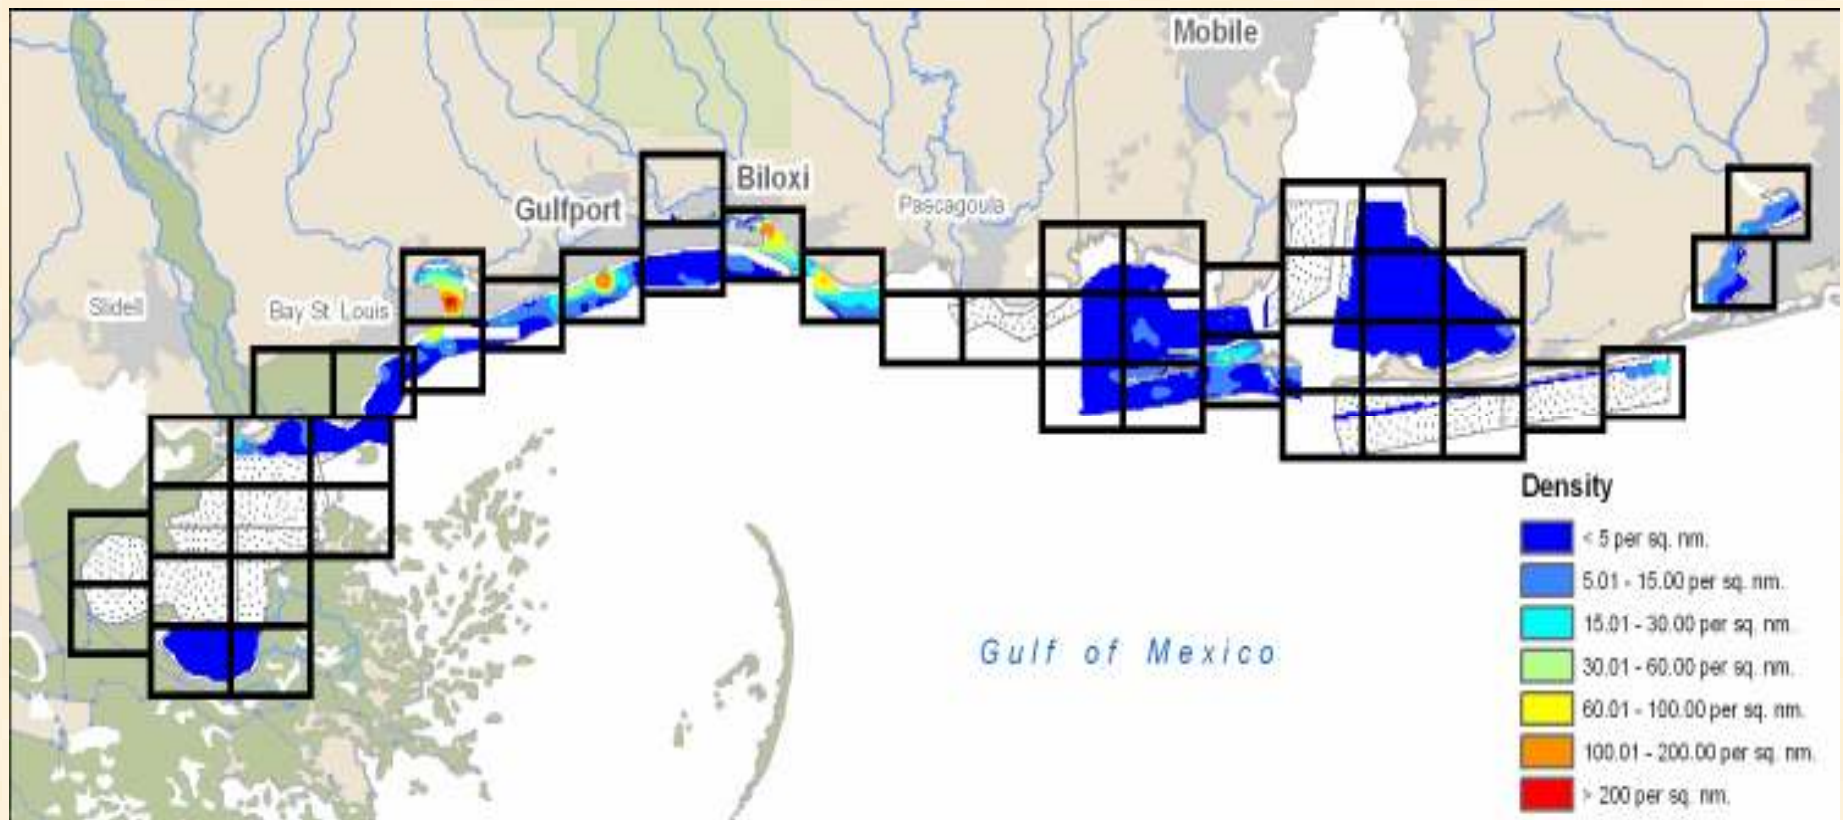 Mobile
Biloxi
Gulfport
Pascagoula
Slidell
Bay St. Louis
Gulf of Mexico
Density
< 5 per sq. nm.
5.01 - 15.00 per sq. nm.
15.01 - 30.00 per sq. nm.
30.01 - 60.00 per sq. nm.
60.01 - 100.00 per sq. nm.
100.01 - 200.00 per sq. nm.
> 200 per sq. nm.